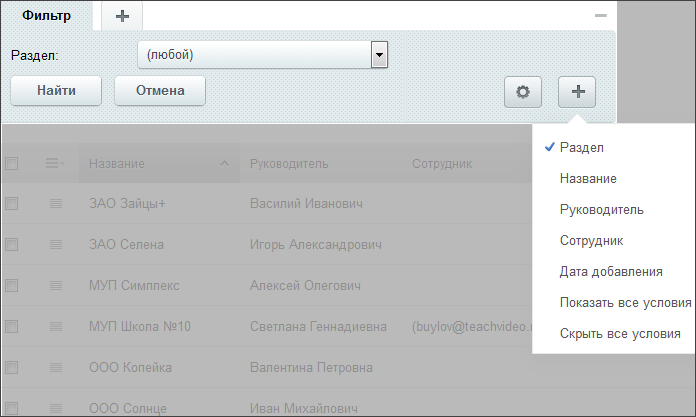 Фильтр
Раздел: (любой)
Найти Отмена
Название Руководитель Сотрудник
ЗАО Зайцы+ Василий Иванович
ЗАО Селена Игорь Александрович
МУП Симплекс Алексей Олегович
МУП Школа №10 Светлана Геннадиевна (buylov@teachvideo.
ООО Копейка Валентина Петровна
ООО Солнце Иван Михайлович
Раздел
Название
Руководитель
Сотрудник
Дата добавления
Показать все условия
Скрыть все условия